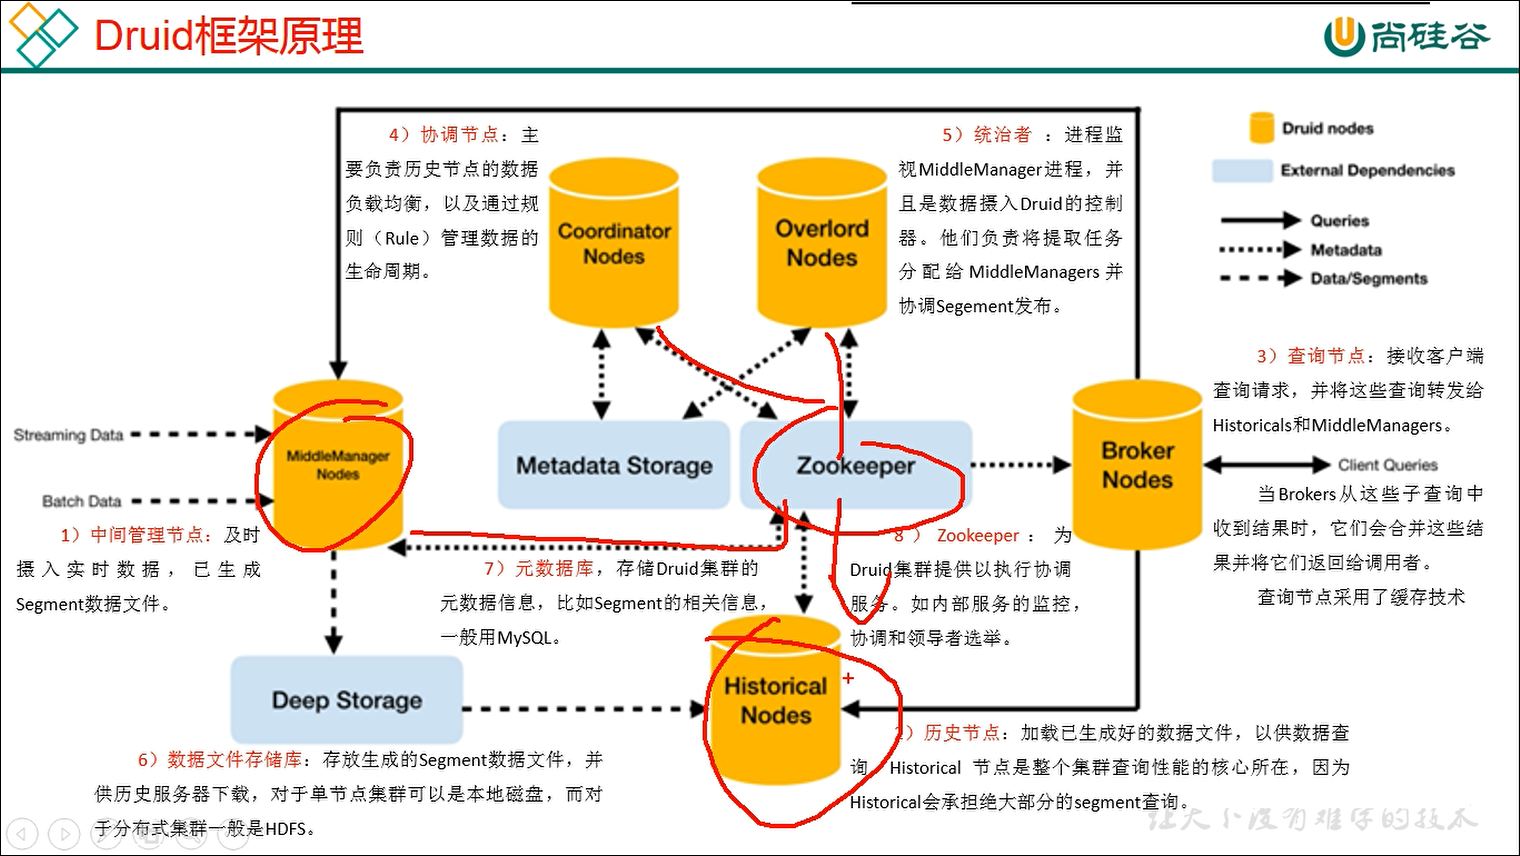 Druid框架原理
尚硅谷
4）协调节点：主
要负责历史节点的数据
负载均衡，以及通过规
则（Rule）管理数据的
生命周期。
Coordinator
Nodes
Overlord
Nodes
5）统治者 ：进程监
视MiddleManager进程，并
且是数据摄入Druid的控制
器。他们负责将提取任务
分配给MiddleManagers并
协调Segement发布。
Druid nodes
External Dependencies
Queries
Metadata
Data/Segments
3）查询节点：接收客户端
查询请求，并将这些查询转发给
Historicals和MiddleManagers。
Streaming Data
Batch Data
MiddleManager
Nodes
Metadata Storage
Zookeeper
Broker
Nodes
Client Queries
当Brokers从这些子查询中
收到结果时，它们会合并这些结
果并将它们返回给调用者。
查询节点采用了缓存技术
1）中间管理节点：及时
摄入实时数据，已生成
Segment数据文件。
7）元数据库，存储Druid集群的
元数据信息，比如Segment的相关信息，
一般用MySQL。
8）Zookeeper：为
Druid集群提供以执行协调
服务。如内部服务的监控，
协调和领导者选举。
Deep Storage
Historical
Nodes
6）数据文件存储库：存放生成的Segment数据文件，并
供历史服务器下载，对于单节点集群可以是本地磁盘，而对
于分布式集群一般是HDFS。
2）历史节点：加载已生成好的数据文件，以供数据查
询 Historical 节点是整个集群查询性能的核心所在，因为
Historical会承担绝大部分的segment查询。
让天下没有难学的技术